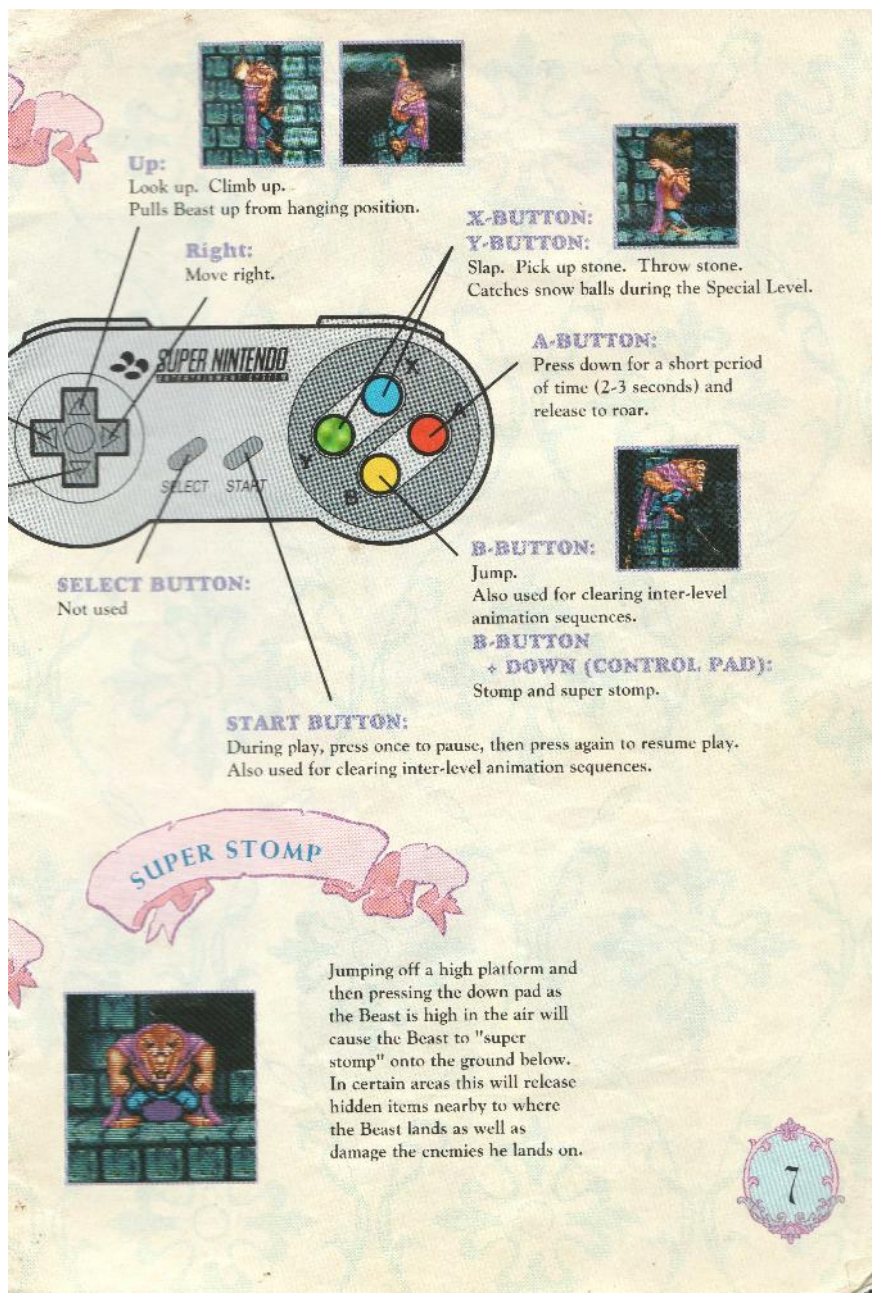 Up:
Look up. Climb up.
Pulls Beast up from hanging position.
Right:
Move right.
X-BUTTON:
Y-BUTTON:
Slap. Pick up stone. Throw stone.
Catches snow balls during the Special Level.
A-BUTTON:
Press down for a short period
of time (2-3 seconds) and
release to roar.
SUPER NINTENDO
ENTERTAINMENT SYSTEM
X
A
Y
B
SELECT START
B-BUTTON:
Jump.
Also used for clearing inter-level
animation sequences.
B-BUTTON
+ DOWN (CONTROL PAD):
Stomp and super stomp.
SELECT BUTTON:
Not used
START BUTTON:
During play, press once to pause, then press again to resume play.
Also used for clearing inter-level animation sequences.
SUPER STOMP
Jumping off a high platform and
then pressing the down pad as
the Beast is high in the air will
cause the Beast to "super
stomp" onto the ground below.
In certain areas this will release
hidden items nearby to where
the Beast lands as well as
damage the enemies he lands on.
7